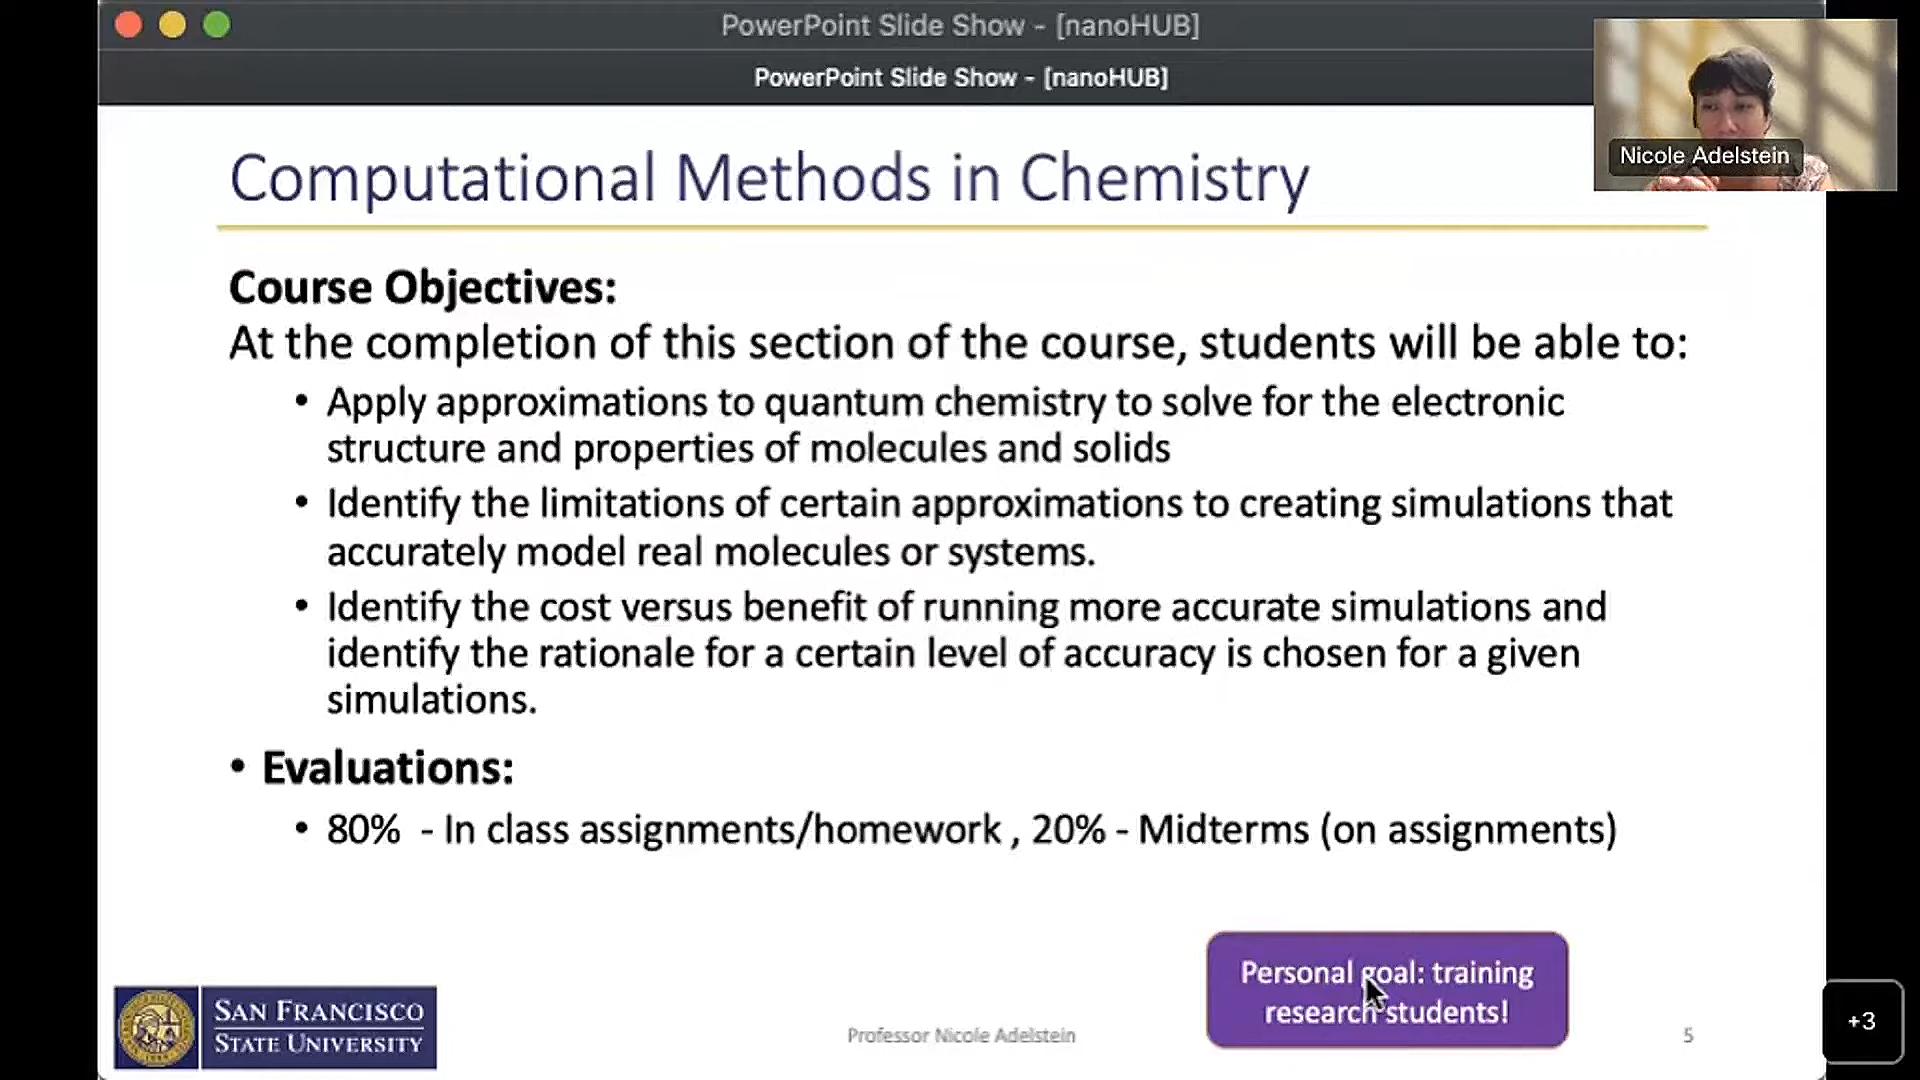 PowerPoint Slide Show - [nanoHUB]
PowerPoint Slide Show - [nanoHUB]
Nicole Adelstein
Computational Methods in Chemistry
Course Objectives:
At the completion of this section of the course, students will be able to:
• Apply approximations to quantum chemistry to solve for the electronic
structure and properties of molecules and solids
• Identify the limitations of certain approximations to creating simulations that
accurately model real molecules or systems.
• Identify the cost versus benefit of running more accurate simulations and
identify the rationale for a certain level of accuracy is chosen for a given
simulations.
• Evaluations:
• 80% - In class assignments/homework , 20% - Midterms (on assignments)
Personal goal: training
research students!
SAN FRANCISCO
STATE UNIVERSITY
Professor Nicole Adelstein
5
+3